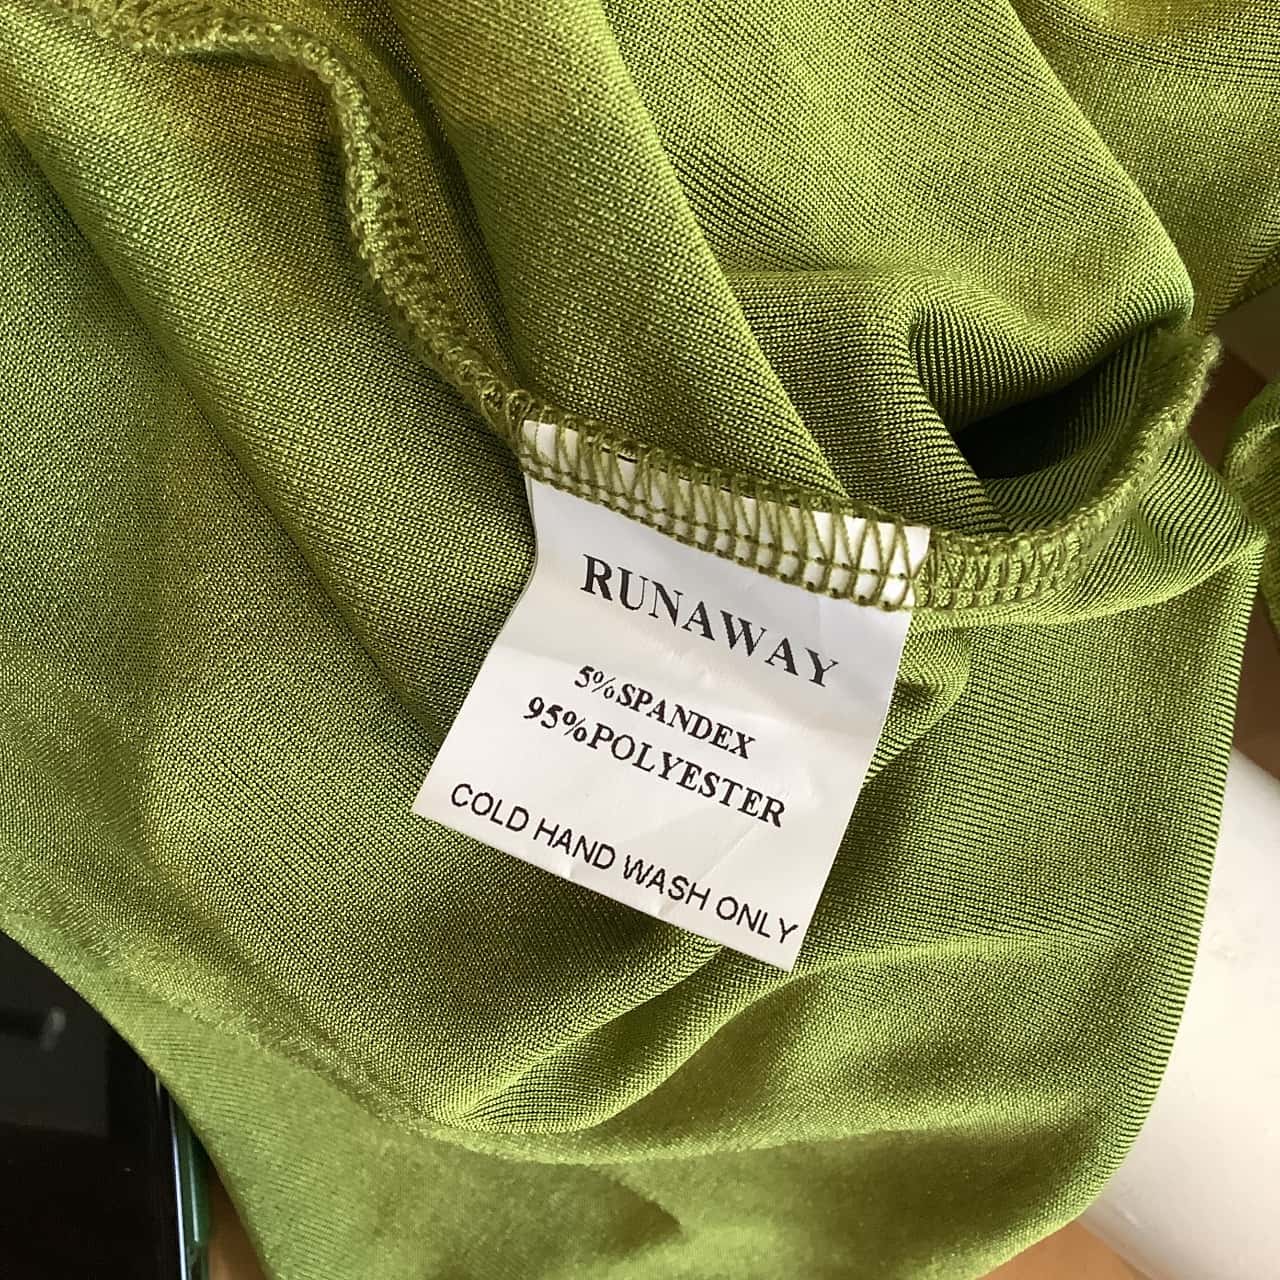 RUNAWAY
5%SPANDEX
95%POLYESTER
COLD HAND WASH ONLY